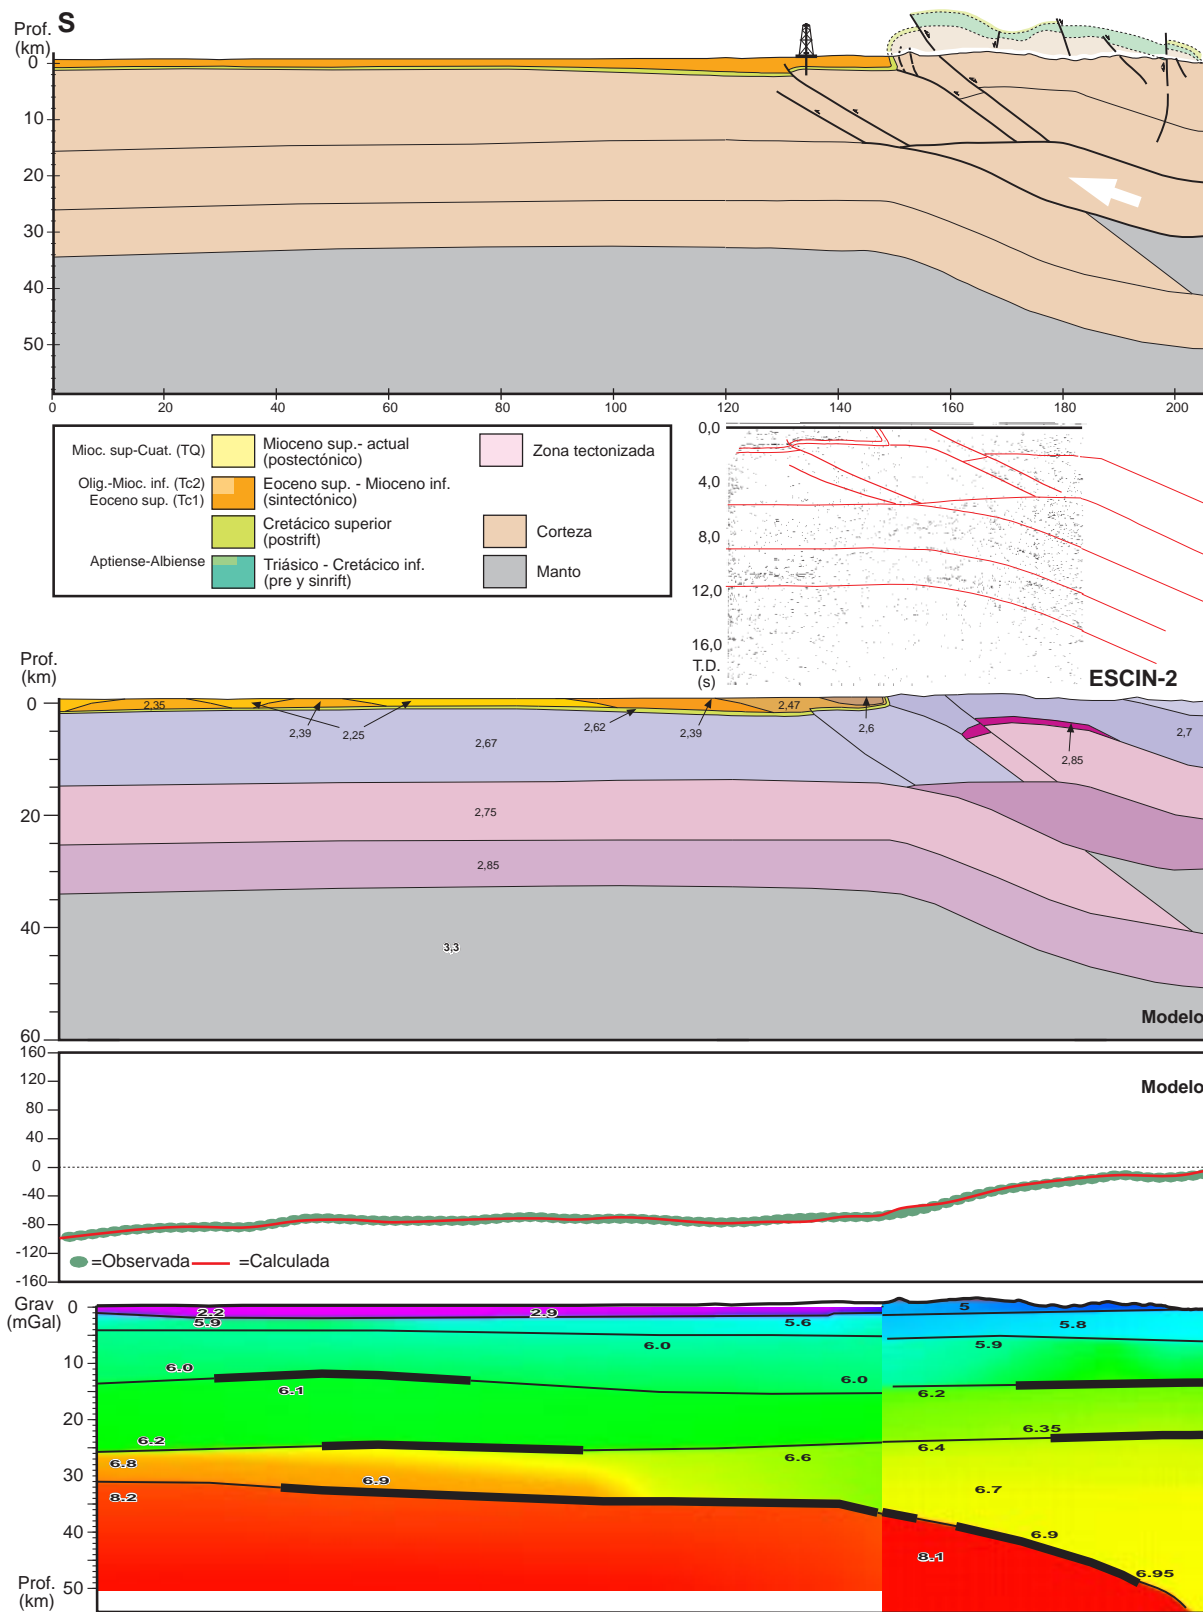 Prof.
(km)
S
0
10
20
30
40
50
0 20 40 60 80 100 120 140 160 180 200
Mioc. sup-Cuat. (TQ)
Mioceno sup.- actual
(postectónico)
Zona tectonizada
Olig.-Mioc. inf. (Tc2)
Eoceno sup. (Tc1)
Eoceno sup. - Mioceno inf.
(sintectónico)
Cretácico superior
(postrift)
Corteza
Aptiense-Albiense
Triásico - Cretácico inf.
(pre y sinrift)
Manto
0,0
4,0
8,0
12,0
16,0
T.D.
(s)
ESCIN-2
Prof.
(km)
0
20
40
60
2,35
2,39
2,25
2,62
2,39
2,47
2,6
2,67
2,85
2,7
2,75
2,85
3,3
Modelo
160
120
80
40
0
-40
-80
-120
-160
Modelo
=Observada
=Calculada
Grav
(mGal)
0
10
20
30
40
50
Prof.
(km)
2.2
2.9
5
5.9
5.6
5.8
6.0
5.9
6.0
6.1
6.0
6.2
6.2
6.35
6.4
6.8
6.6
6.9
6.7
8.2
6.9
8.1
6.95